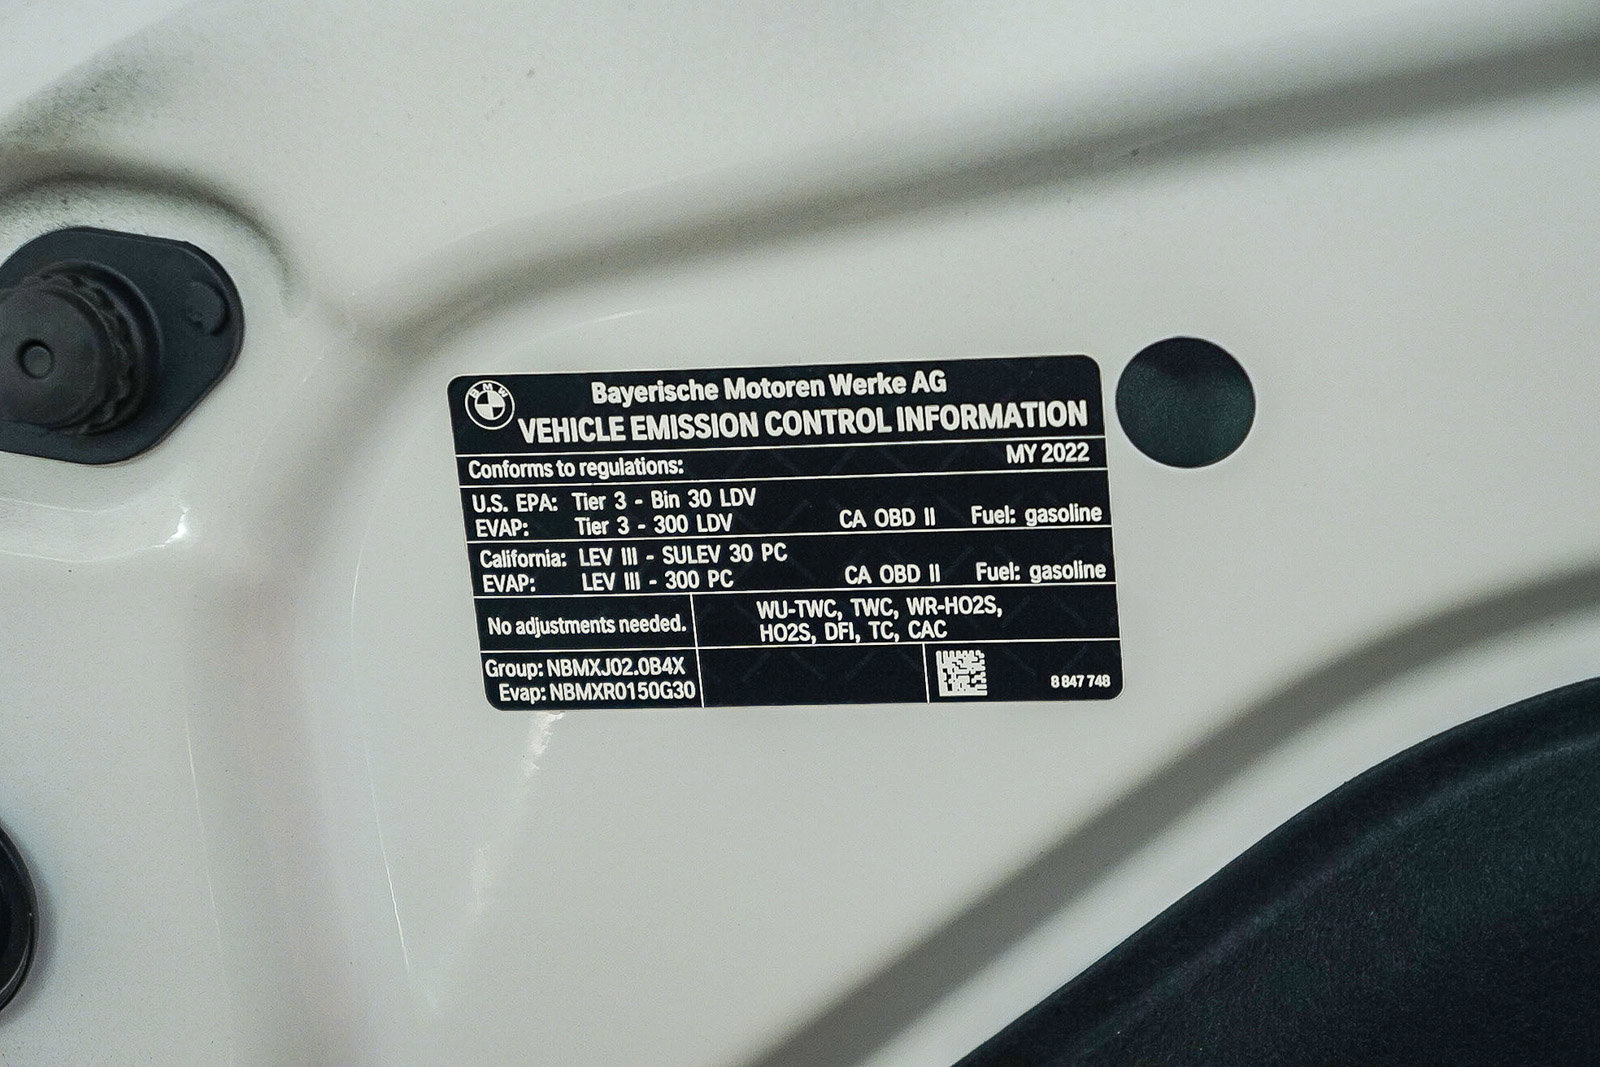 BMW
Bayerische Motoren Werke AG
VEHICLE EMISSION CONTROL INFORMATION
Conforms to regulations: MY 2022
U.S. EPA: Tier 3 - Bin 30 LDV
EVAP: Tier 3 - 300 LDV CA OBD II Fuel: gasoline
California: LEV III - SULEV 30 PC
EVAP: LEV III - 300 PC CA OBD II Fuel: gasoline
No adjustments needed.
WU-TWC, TWC, WR-HO2S,
HO2S, DFI, TC, CAC
Group: NBMXJ02.0B4X
Evap: NBMXR0150G30
8 847 748